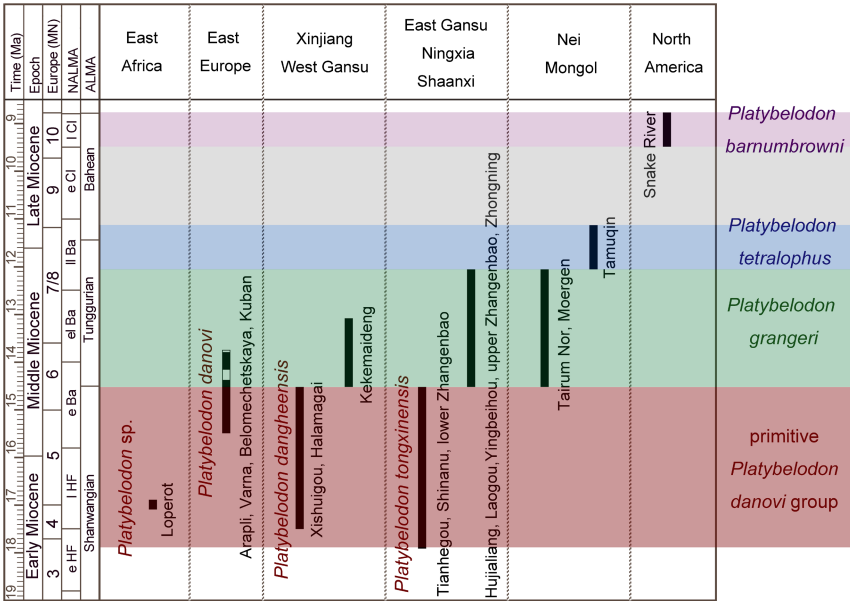 Time (Ma)
Epoch
Europe (MN)
NALMA
ALMA
East
Africa
East
Europe
Xinjiang
West Gansu
East Gansu
Ningxia
Shaanxi
Nei
Mongol
North
America
9
10
11
12
13
14
15
16
17
18
19
Late Miocene
Middle Miocene
Early Miocene
10
9
7/8
6
5
4
3
l Cl
e Cl
ll Ba
el Ba
e Ba
l HF
e HF
Bahean
Tunggurian
Shanwangian
Platybelodon sp.
Loperot
Platybelodon danovi
Arapli, Varna, Belomechetskaya, Kuban
Platybelodon dangheensis
Xishuigou, Halamagai
Kekemaideng
Platybelodon tongxinensis
Tianhegou, Shinanu, lower Zhangenbao
Hujialiang, Laogou, Yingbeihou, upper Zhangenbao, Zhongning
Tairum Nor, Moergen
Tamuqin
Snake River
Platybelodon
barnumbrowni
Platybelodon
tetralophus
Platybelodon
grangeri
primitive
Platybelodon
danovi group